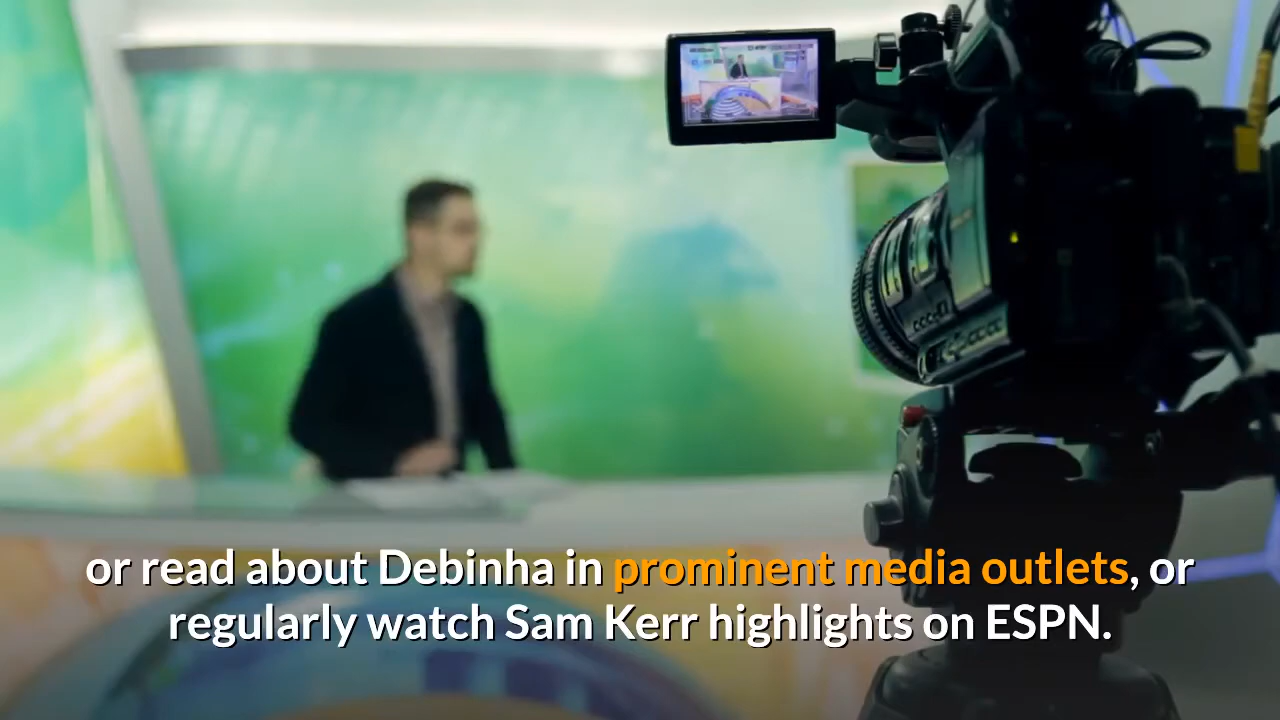 or read about Debinha in prominent media outlets, or
regularly watch Sam Kerr highlights on ESPN.